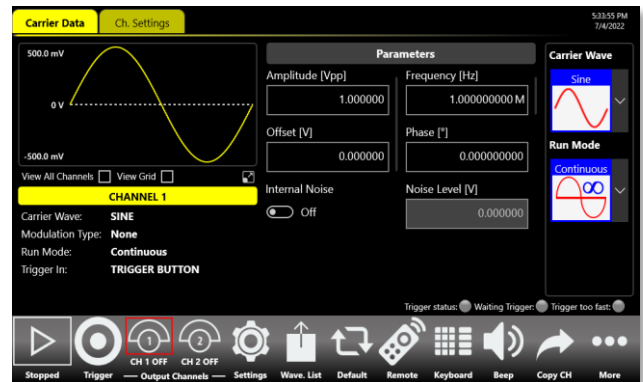 Carrier Data
Ch. Settings
5:33:55 PM
7/4/2022
500.0 mV
0 V
-500.0 mV
View All Channels
View Grid
CHANNEL 1
Carrier Wave: SINE
Modulation Type: None
Run Mode: Continuous
Trigger In: TRIGGER BUTTON
Parameters
Amplitude [Vpp]
Frequency [Hz]
1.000000
1.000000000 M
Offset [V]
Phase [°]
0.000000
0.000000000
Internal Noise
Noise Level [V]
Off
0.000000
Carrier Wave
Sine
Run Mode
Continuous
∞
Trigger status:
Waiting Trigger:
Trigger too fast:
1
2
CH 1 OFF
CH 2 OFF
Stopped
Trigger
Output Channels
Settings
Wave. List
Default
Remote
Keyboard
Beep
Copy CH
More